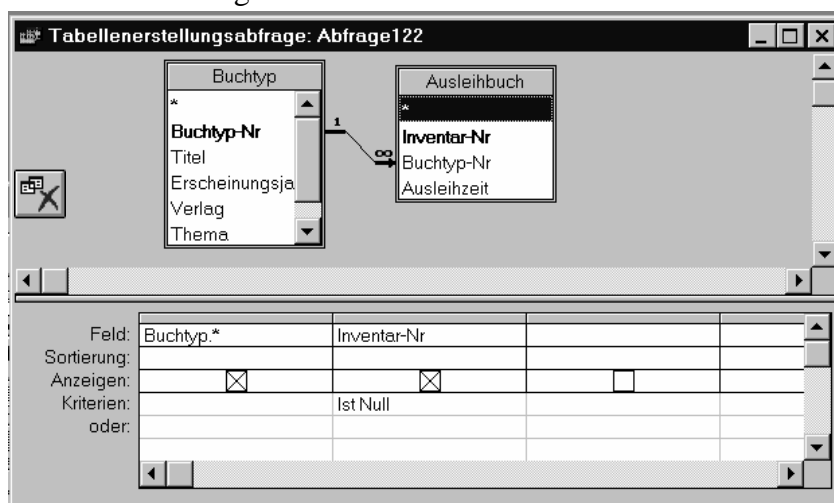 Tabellenerstellungsabfrage: Abfrage122
Buchtyp
*
Buchtyp-Nr
Titel
Erscheinungsja
Verlag
Thema
1
∞
Ausleihbuch
*
Inventar-Nr
Buchtyp-Nr
Ausleihzeit
Feld: Buchtyp.* Inventar-Nr
Sortierung:
Anzeigen:
Kriterien: Ist Null
oder: